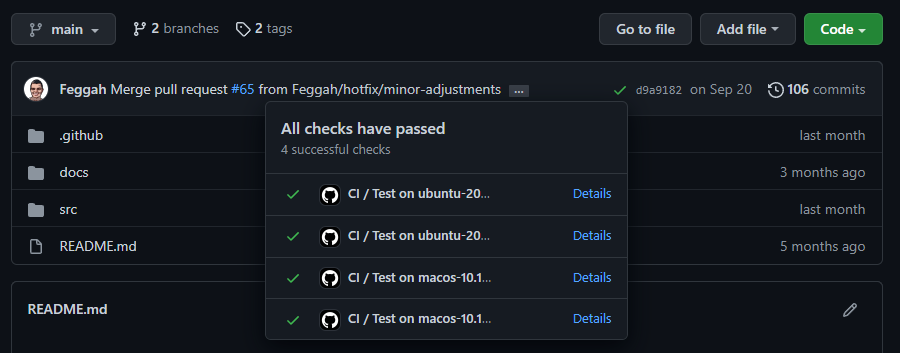 main 2 branches 2 tags Go to file Add file Code
Feggah Merge pull request #65 from Feggah/hotfix/minor-adjustments ... d9a9182 on Sep 20 106 commits
All checks have passed
4 successful checks
.github last month
docs 3 months ago
src last month
README.md 5 months ago
CI / Test on ubuntu-20... Details
CI / Test on ubuntu-20... Details
CI / Test on macos-10.1... Details
CI / Test on macos-10.1... Details
README.md